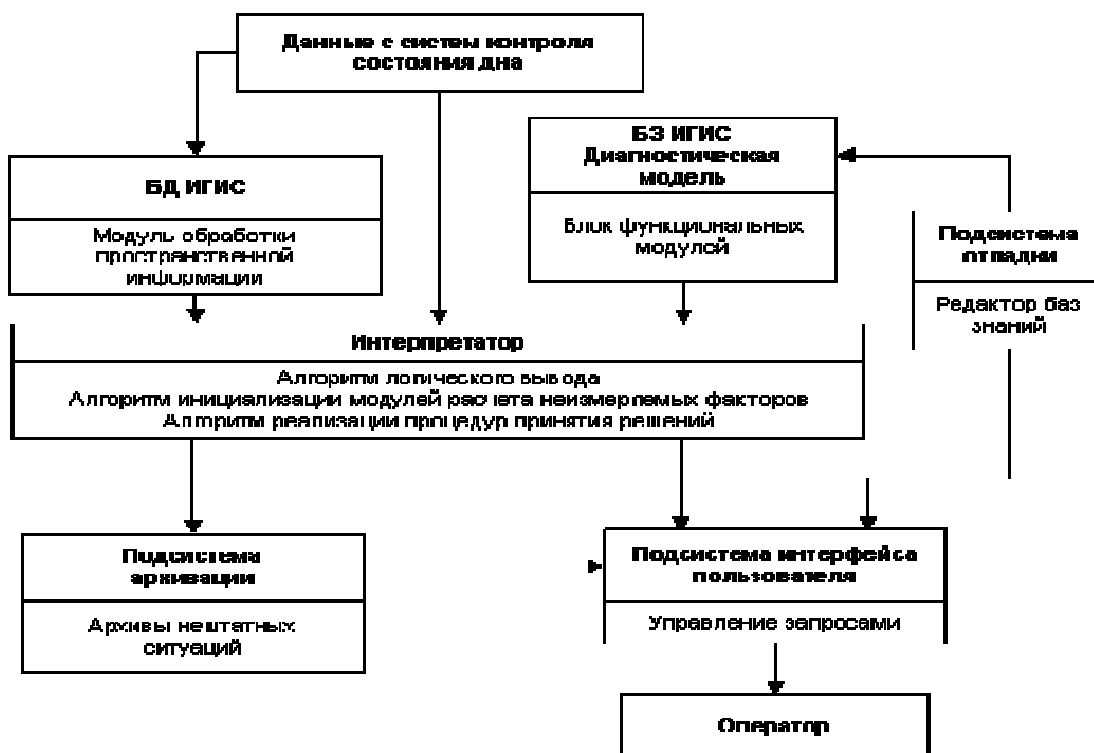 Данные с систем контроля
состояния дна
БЗ ИГИС
Диагностическая
модель
Блок функциональных
модулей
БД ИГИС
Модуль обработки
пространственной
информации
Подсистема
отладки
Редактор баз
знаний
Интерпретатор
Алгоритм логического вывода
Алгоритм инициализации модулей расчета неизмеряемых факторов
Алгоритм реализации процедур принятия решений
Подсистема
архивации
Архивы нештатных
ситуаций
Подсистема интерфейса
пользователя
Управление запросами
Оператор